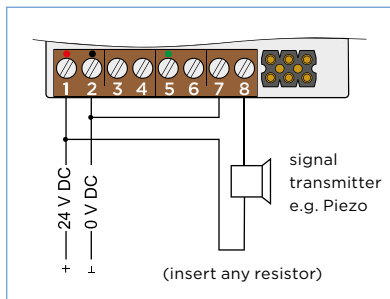 1 2 3 4 5 6 7 8
+ 24 V DC
⊥ 0 V DC
signal
transmitter
e.g. Piezo
(insert any resistor)